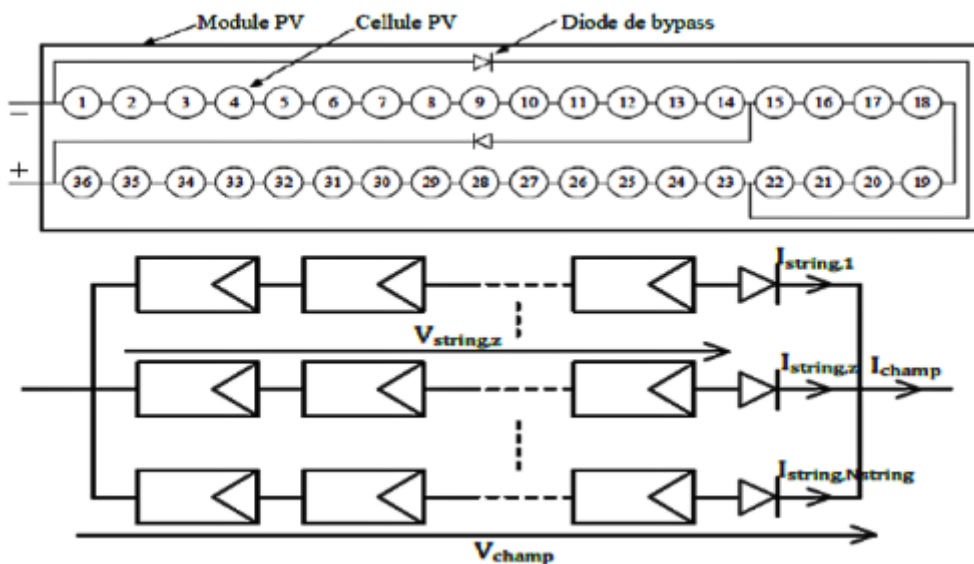 Module PV Cellule PV Diode de bypass
1 2 3 4 5 6 7 8 9 10 11 12 13 14 15 16 17 18
−
+
36 35 34 33 32 31 30 29 28 27 26 25 24 23 22 21 20 19
Istring,1
Vstring,z
Istring,z Ichamp
Istring,Nstring
Vchamp